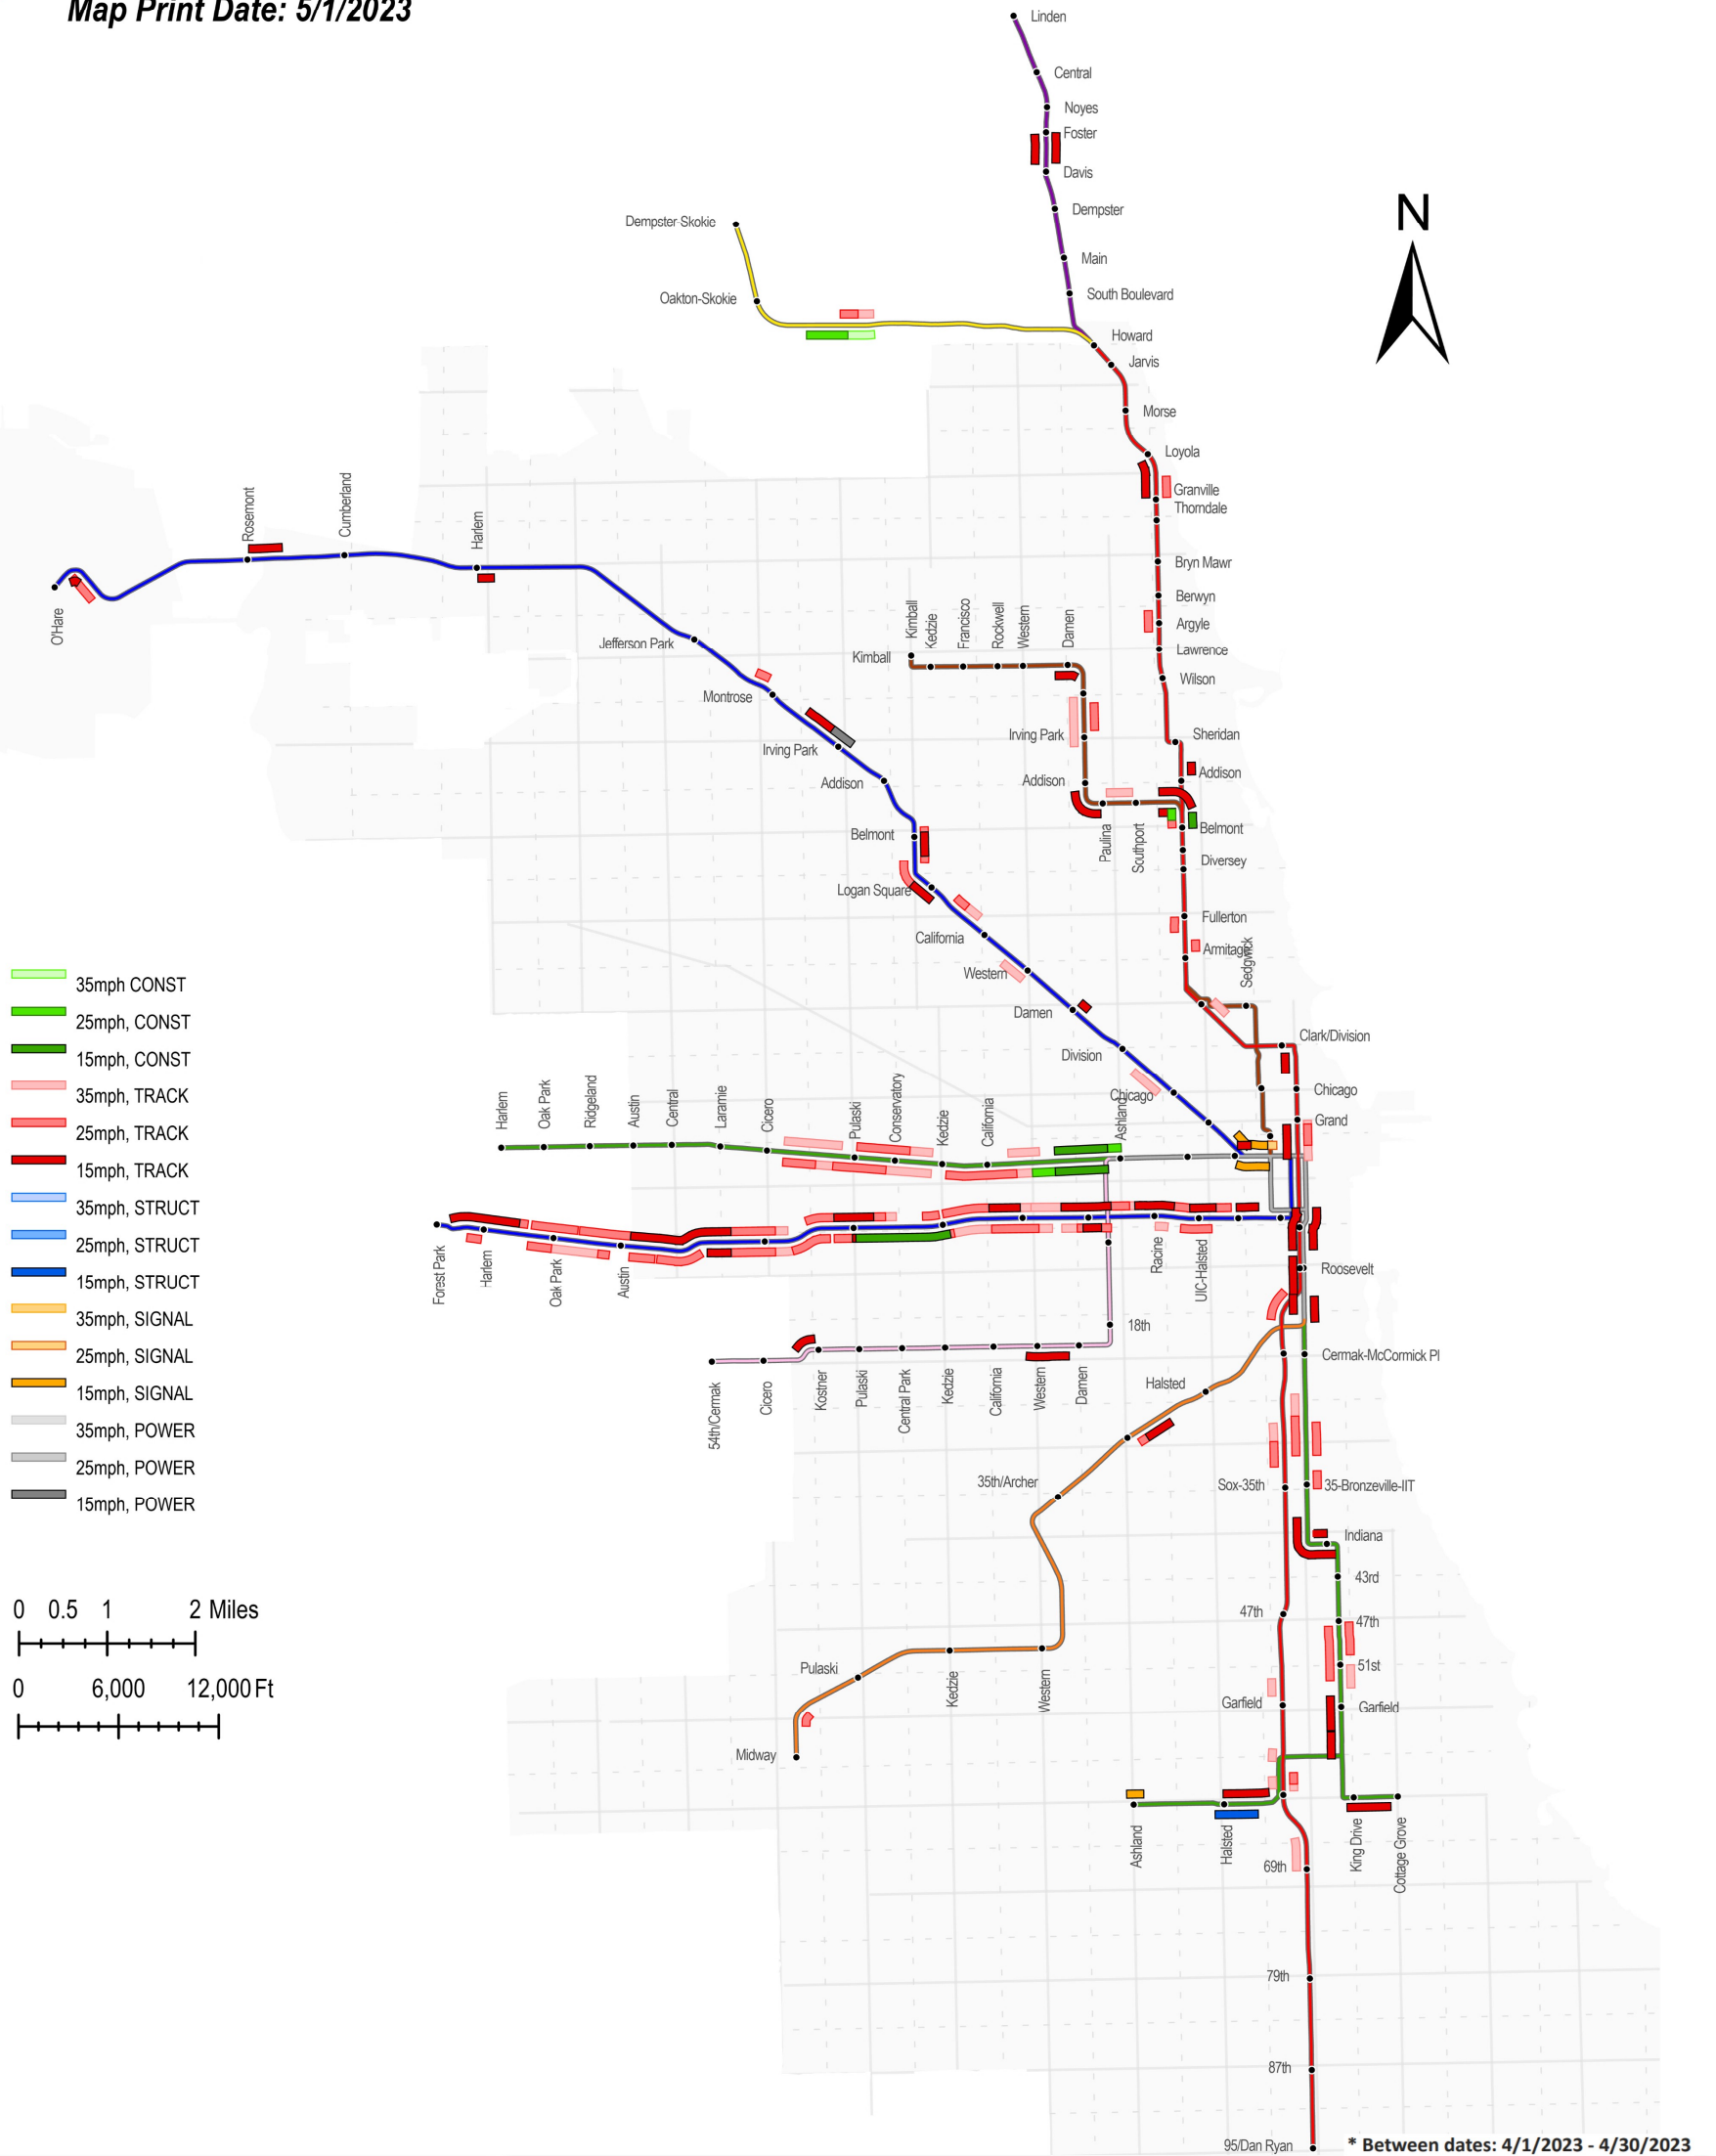 Map Print Date: 5/1/2023
Linden
Central
Noyes
Foster
Davis
Dempster
Main
South Boulevard
Howard
Jarvis
Morse
Loyola
Granville
Thorndale
Bryn Mawr
Berwyn
Argyle
Lawrence
Wilson
Sheridan
Addison
Belmont
Diversey
Fullerton
Armitage
Sedgwick
Clark/Division
Chicago
Grand
N
Dempster-Skokie
Oakton-Skokie
O'Hare
Rosemont
Cumberland
Harlem
Jefferson Park
Montrose
Irving Park
Addison
Belmont
Logan Square
California
Western
Damen
Division
Chicago
Kimball
Kimball
Kedzie
Francisco
Rockwell
Western
Damen
Irving Park
Addison
Paulina
Southport
35mph CONST
25mph, CONST
15mph, CONST
35mph, TRACK
25mph, TRACK
15mph, TRACK
35mph, STRUCT
25mph, STRUCT
15mph, STRUCT
35mph, SIGNAL
25mph, SIGNAL
15mph, SIGNAL
35mph, POWER
25mph, POWER
15mph, POWER
0 0.5 1 2 Miles
0 6,000 12,000 Ft
Harlem
Oak Park
Ridgeland
Austin
Central
Laramie
Cicero
Pulaski
Conservatory
Kedzie
California
Ashland
Forest Park
Harlem
Oak Park
Austin
Racine
UIC-Halsted
Roosevelt
18th
54th/Cermak
Cicero
Kostner
Pulaski
Central Park
Kedzie
California
Western
Damen
Cermak-McCormick Pl
Halsted
35th/Archer
Sox-35th
35-Bronzeville-IIT
Indiana
43rd
47th
47th
51st
Garfield
Garfield
Pulaski
Kedzie
Western
Midway
Ashland
Halsted
King Drive
Cottage Grove
69th
79th
87th
95/Dan Ryan
* Between dates: 4/1/2023 - 4/30/2023